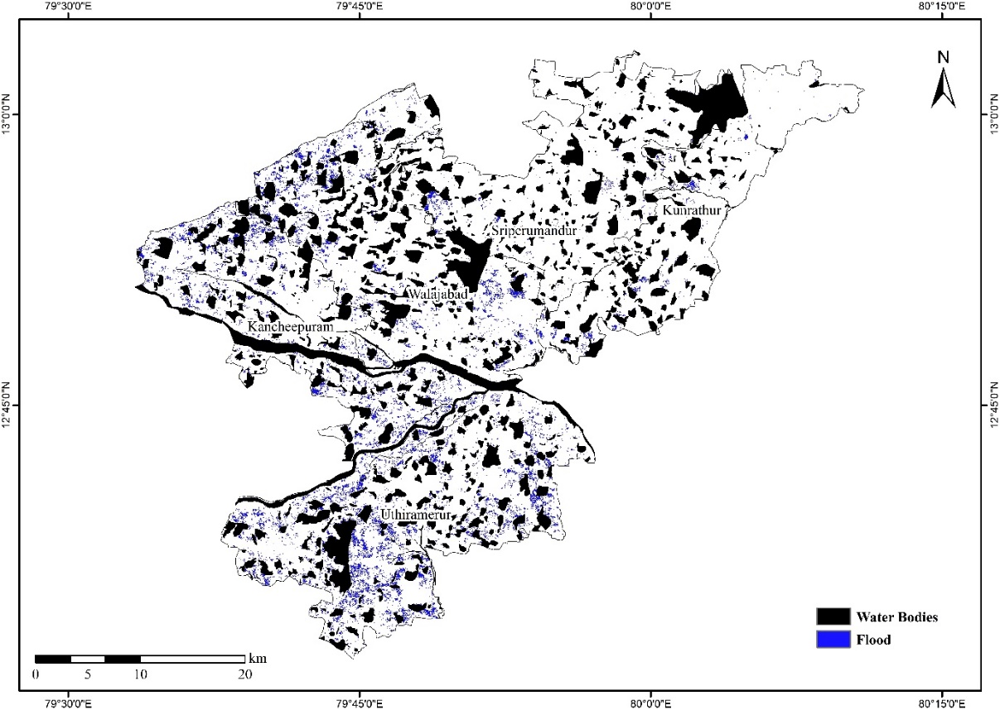 79°30'0"E 79°45'0"E 80°0'0"E 80°15'0"E
N
13°0'0"N 13°0'0"N
Kunrathur
Sriperumandur
Walajabad
Kancheepuram
12°45'0"N 12°45'0"N
Uthiramerur
Water Bodies
Flood
km
0 5 10 20
79°30'0"E 79°45'0"E 80°0'0"E 80°15'0"E